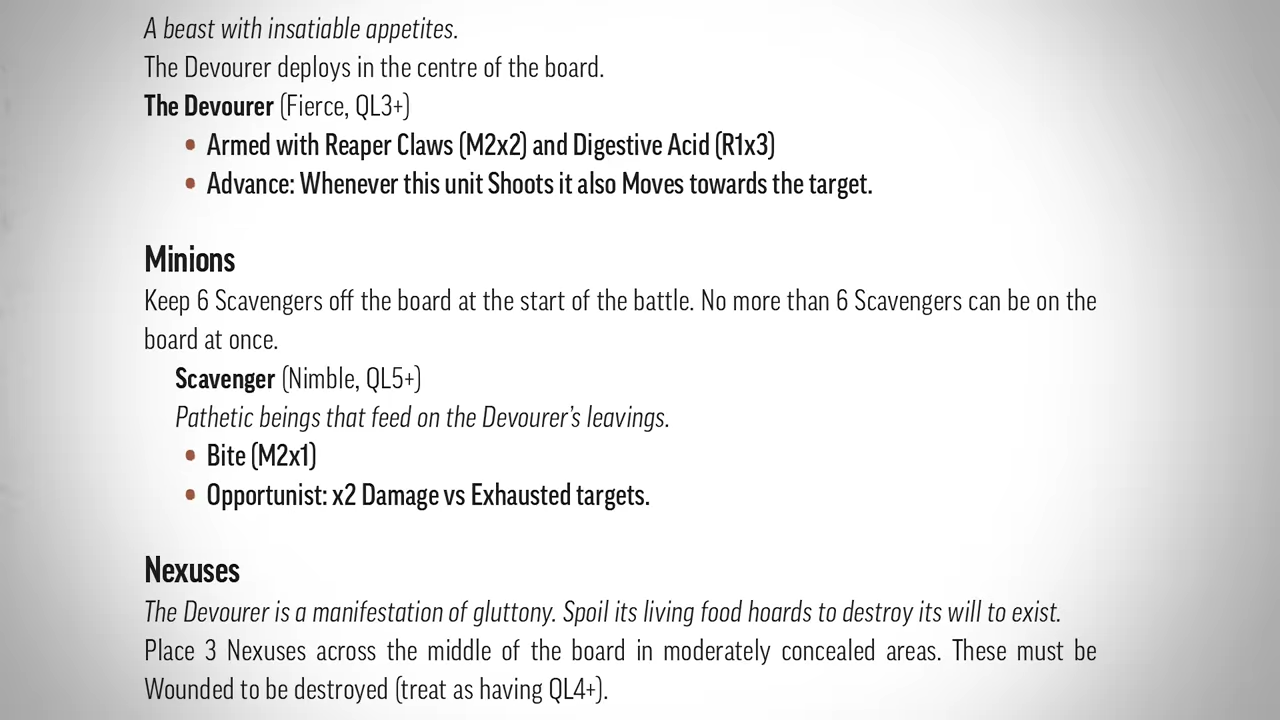 A beast with insatiable appetites.
The Devourer deploys in the centre of the board.
The Devourer (Fierce, QL3+)
• Armed with Reaper Claws (M2x2) and Digestive Acid (R1x3)
• Advance: Whenever this unit Shoots it also Moves towards the target.
Minions
Keep 6 Scavengers off the board at the start of the battle. No more than 6 Scavengers can be on the
board at once.
Scavenger (Nimble, QL5+)
Pathetic beings that feed on the Devourer’s leavings.
• Bite (M2x1)
• Opportunist: x2 Damage vs Exhausted targets.
Nexuses
The Devourer is a manifestation of gluttony. Spoil its living food hoards to destroy its will to exist.
Place 3 Nexuses across the middle of the board in moderately concealed areas. These must be
Wounded to be destroyed (treat as having QL4+).